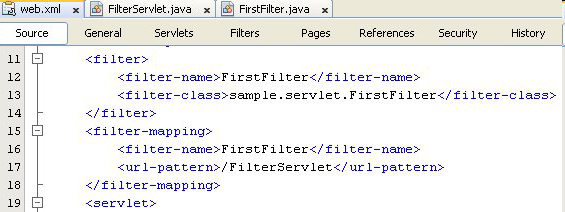 web.xml x FilterServlet.java x FirstFilter.java x
Source General Servlets Filters Pages References Security History
11 <filter>
12 <filter-name>FirstFilter</filter-name>
13 <filter-class>sample.servlet.FirstFilter</filter-class>
14 </filter>
15 <filter-mapping>
16 <filter-name>FirstFilter</filter-name>
17 <url-pattern>/FilterServlet</url-pattern>
18 </filter-mapping>
19 <servlet>